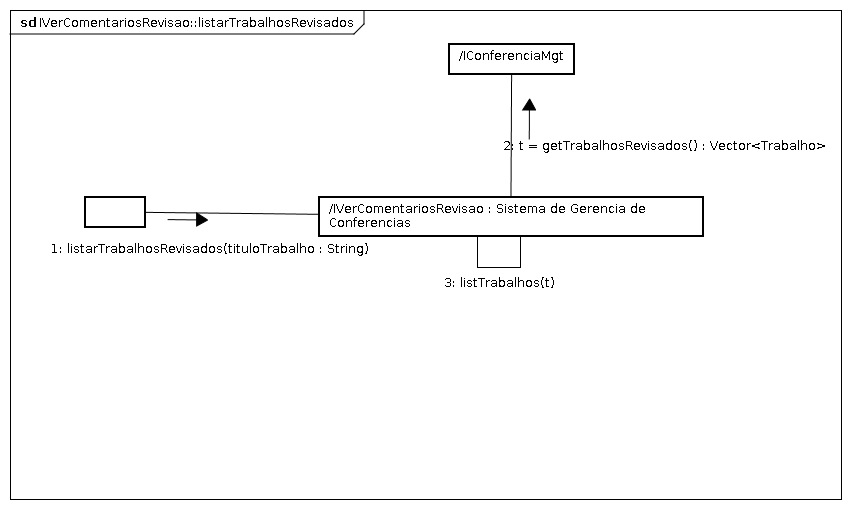 sd IVerComentariosRevisao::listarTrabalhosRevisados
/IConferenciaMgt
2: t = getTrabalhosRevisados() : Vector<Trabalho>
/IVerComentariosRevisao : Sistema de Gerencia de
Conferencias
1: listarTrabalhosRevisados(tituloTrabalho : String)
3: listTrabalhos(t)